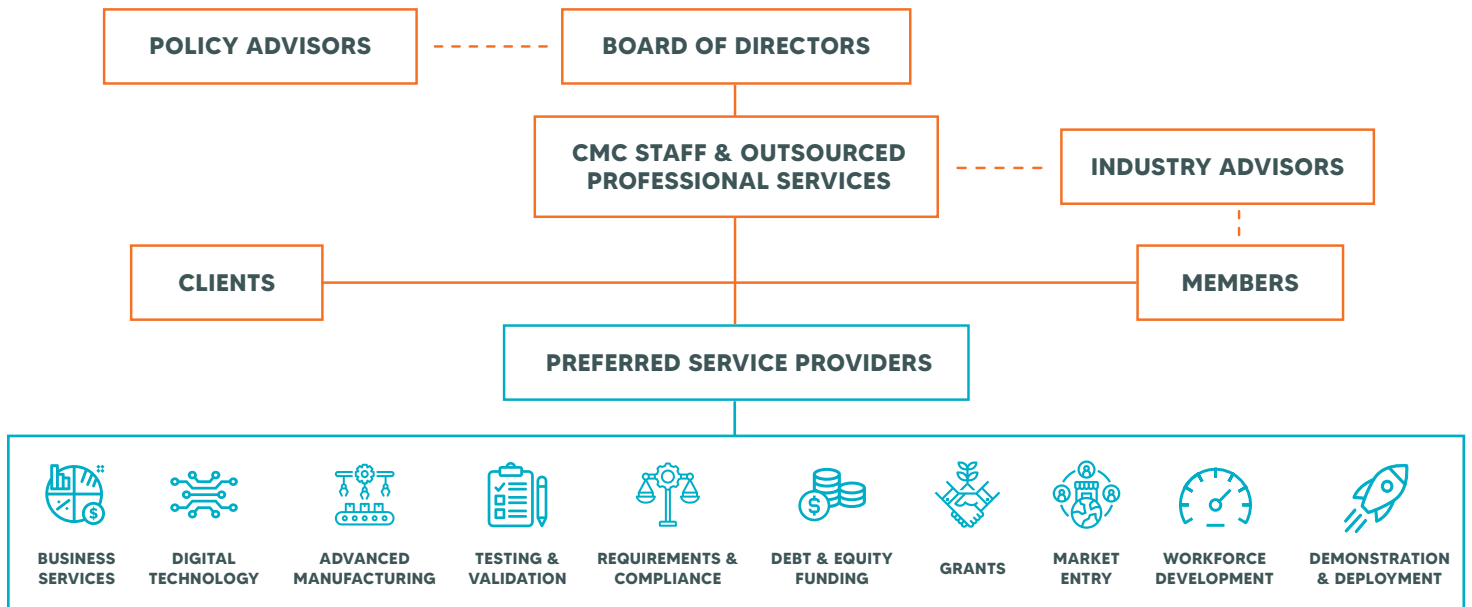 POLICY ADVISORS
BOARD OF DIRECTORS
CMC STAFF & OUTSOURCED
PROFESSIONAL SERVICES
INDUSTRY ADVISORS
CLIENTS
MEMBERS
PREFERRED SERVICE PROVIDERS
$
$
BUSINESS
SERVICES
DIGITAL
TECHNOLOGY
ADVANCED
MANUFACTURING
TESTING &
VALIDATION
REQUIREMENTS &
COMPLIANCE
DEBT & EQUITY
FUNDING
GRANTS
MARKET
ENTRY
WORKFORCE
DEVELOPMENT
DEMONSTRATION
& DEPLOYMENT